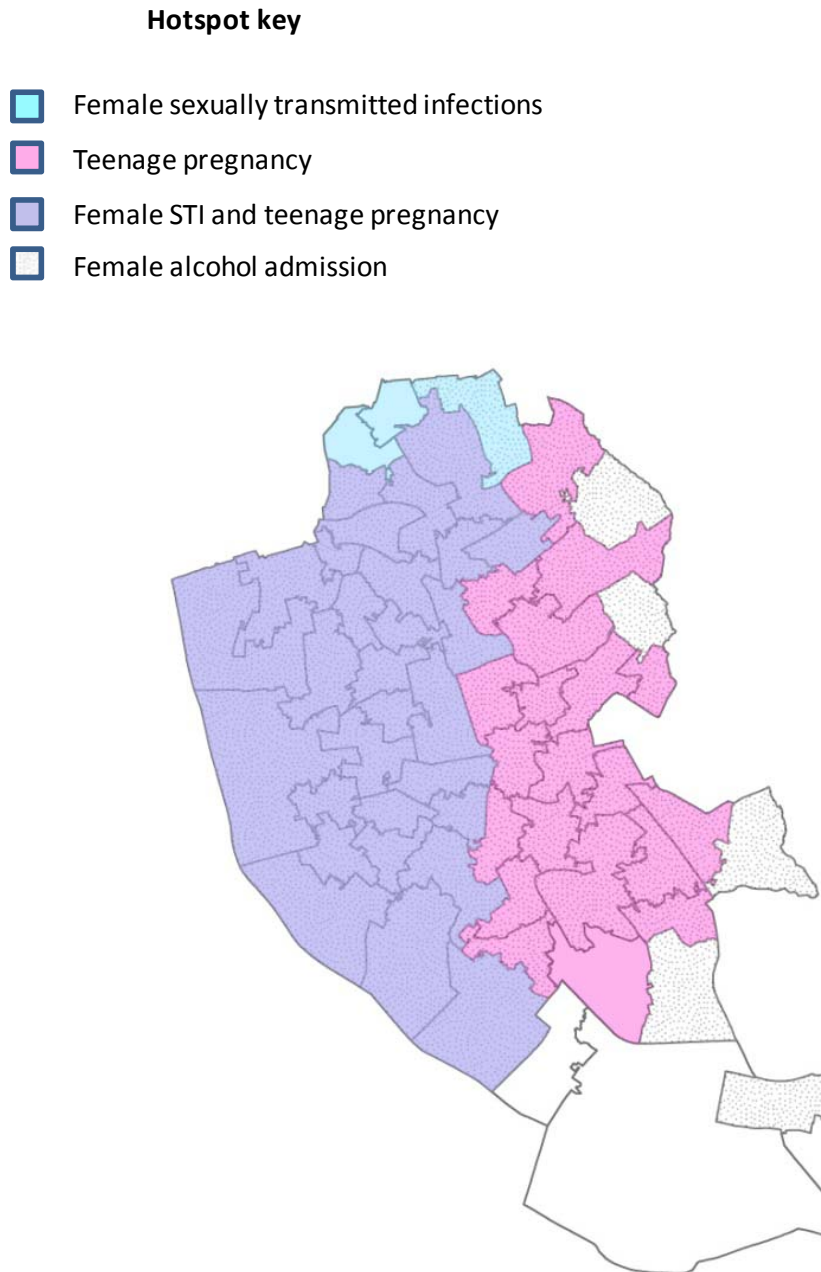 Hotspot key
Female sexually transmitted infections
Teenage pregnancy
Female STI and teenage pregnancy
Female alcohol admission